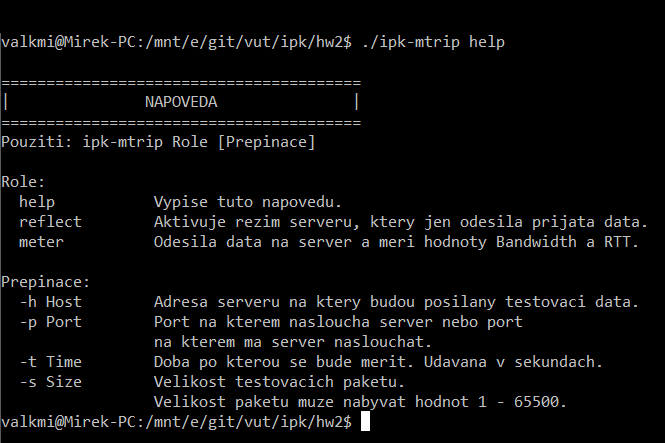 valkmi@Mirek-PC:/mnt/e/git/vut/ipk/hw2$ ./ipk-mtrip help
========================================
|               NAPOVEDA               |
========================================
Pouziti: ipk-mtrip Role [Prepinace]
Role:
  help           Vypise tuto napovedu.
  reflect        Aktivuje rezim serveru, ktery jen odesila prijata data.
  meter          Odesila data na server a meri hodnoty Bandwidth a RTT.
Prepinace:
  -h Host        Adresa serveru na ktery budou posilany testovaci data.
  -p Port        Port na kterem nasloucha server nebo port
                 na kterem ma server naslouchat.
  -t Time        Doba po kterou se bude merit. Udavana v sekundach.
  -s Size        Velikost testovacich paketu.
                 Velikost paketu muze nabyvat hodnot 1 - 65500.
valkmi@Mirek-PC:/mnt/e/git/vut/ipk/hw2$